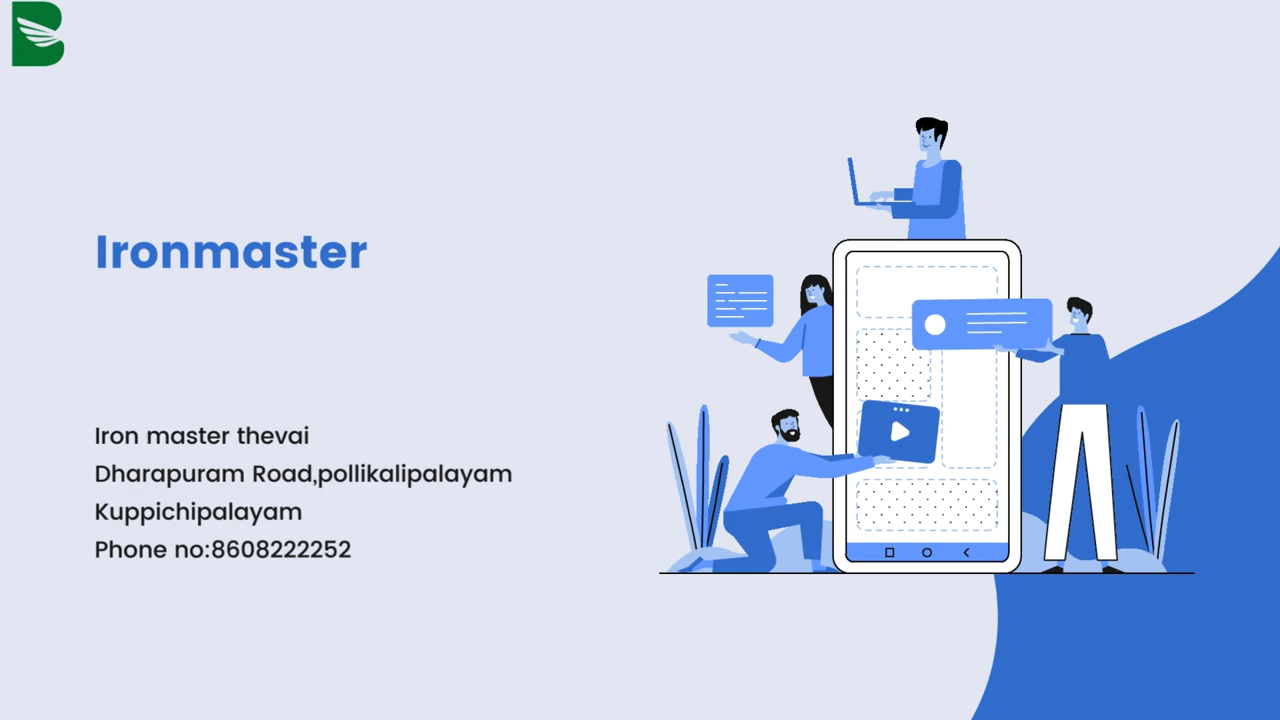 Ironmaster
Iron master thevai
Dharapuram Road,pollikalipalayam
Kuppichipalayam
Phone no:8608222252